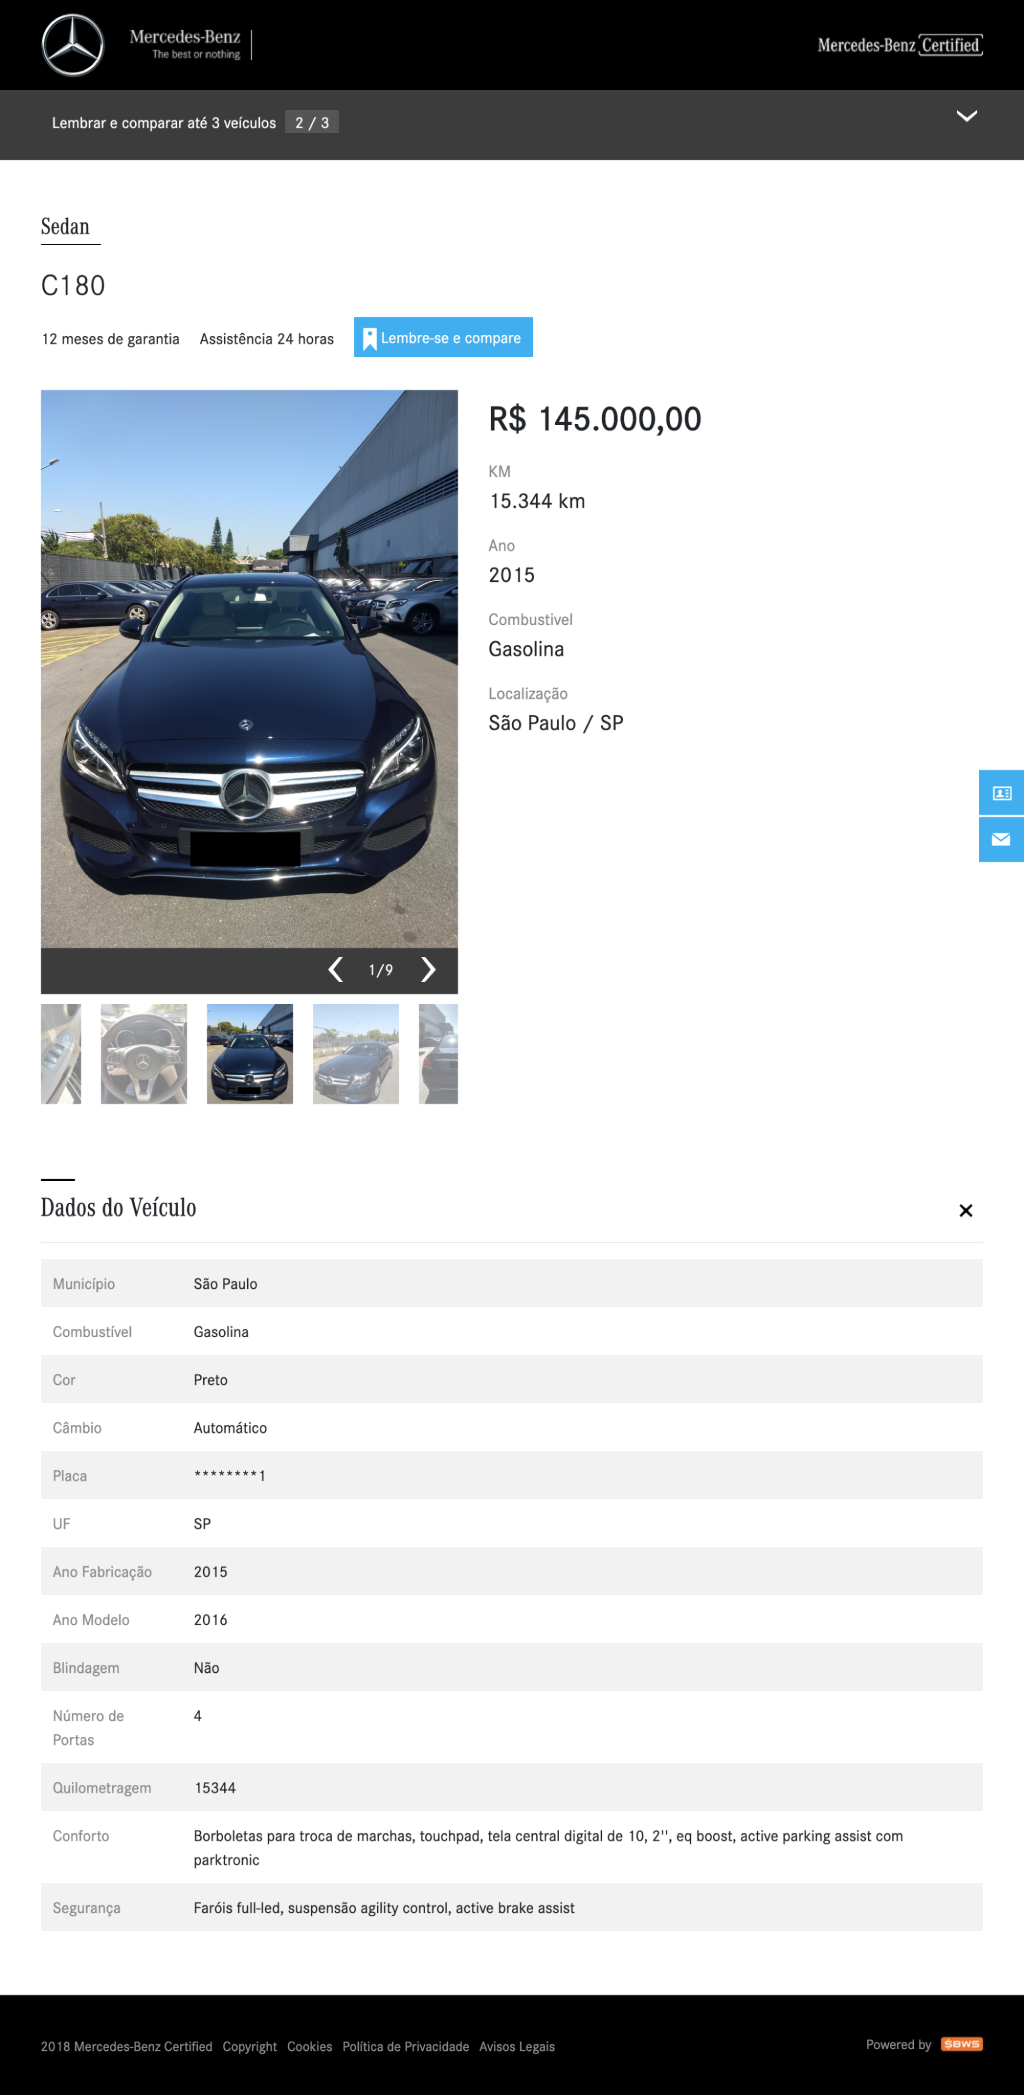 Mercedes-Benz
The best or nothing
Mercedes-Benz Certified
Lembrar e comparar até 3 veículos 2 / 3
Sedan
C180
12 meses de garantia Assistência 24 horas Lembre-se e compare
R$ 145.000,00
KM
15.344 km
Ano
2015
Combustivel
Gasolina
Localização
São Paulo / SP
1/9
Dados do Veículo
Município São Paulo
Combustível Gasolina
Cor Preto
Câmbio Automático
Placa ********1
UF SP
Ano Fabricação 2015
Ano Modelo 2016
Blindagem Não
Número de 4
Portas
Quilometragem 15344
Conforto Borboletas para troca de marchas, touchpad, tela central digital de 10, 2'', eq boost, active parking assist com
parktronic
Segurança Faróis full-led, suspensão agility control, active brake assist
2018 Mercedes-Benz Certified Copyright Cookies Política de Privacidade Avisos Legais
Powered by SBWS